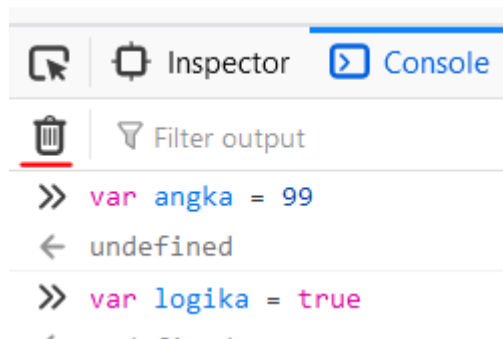 Inspector Console
Filter output
» var angka = 99
← undefined
» var logika = true